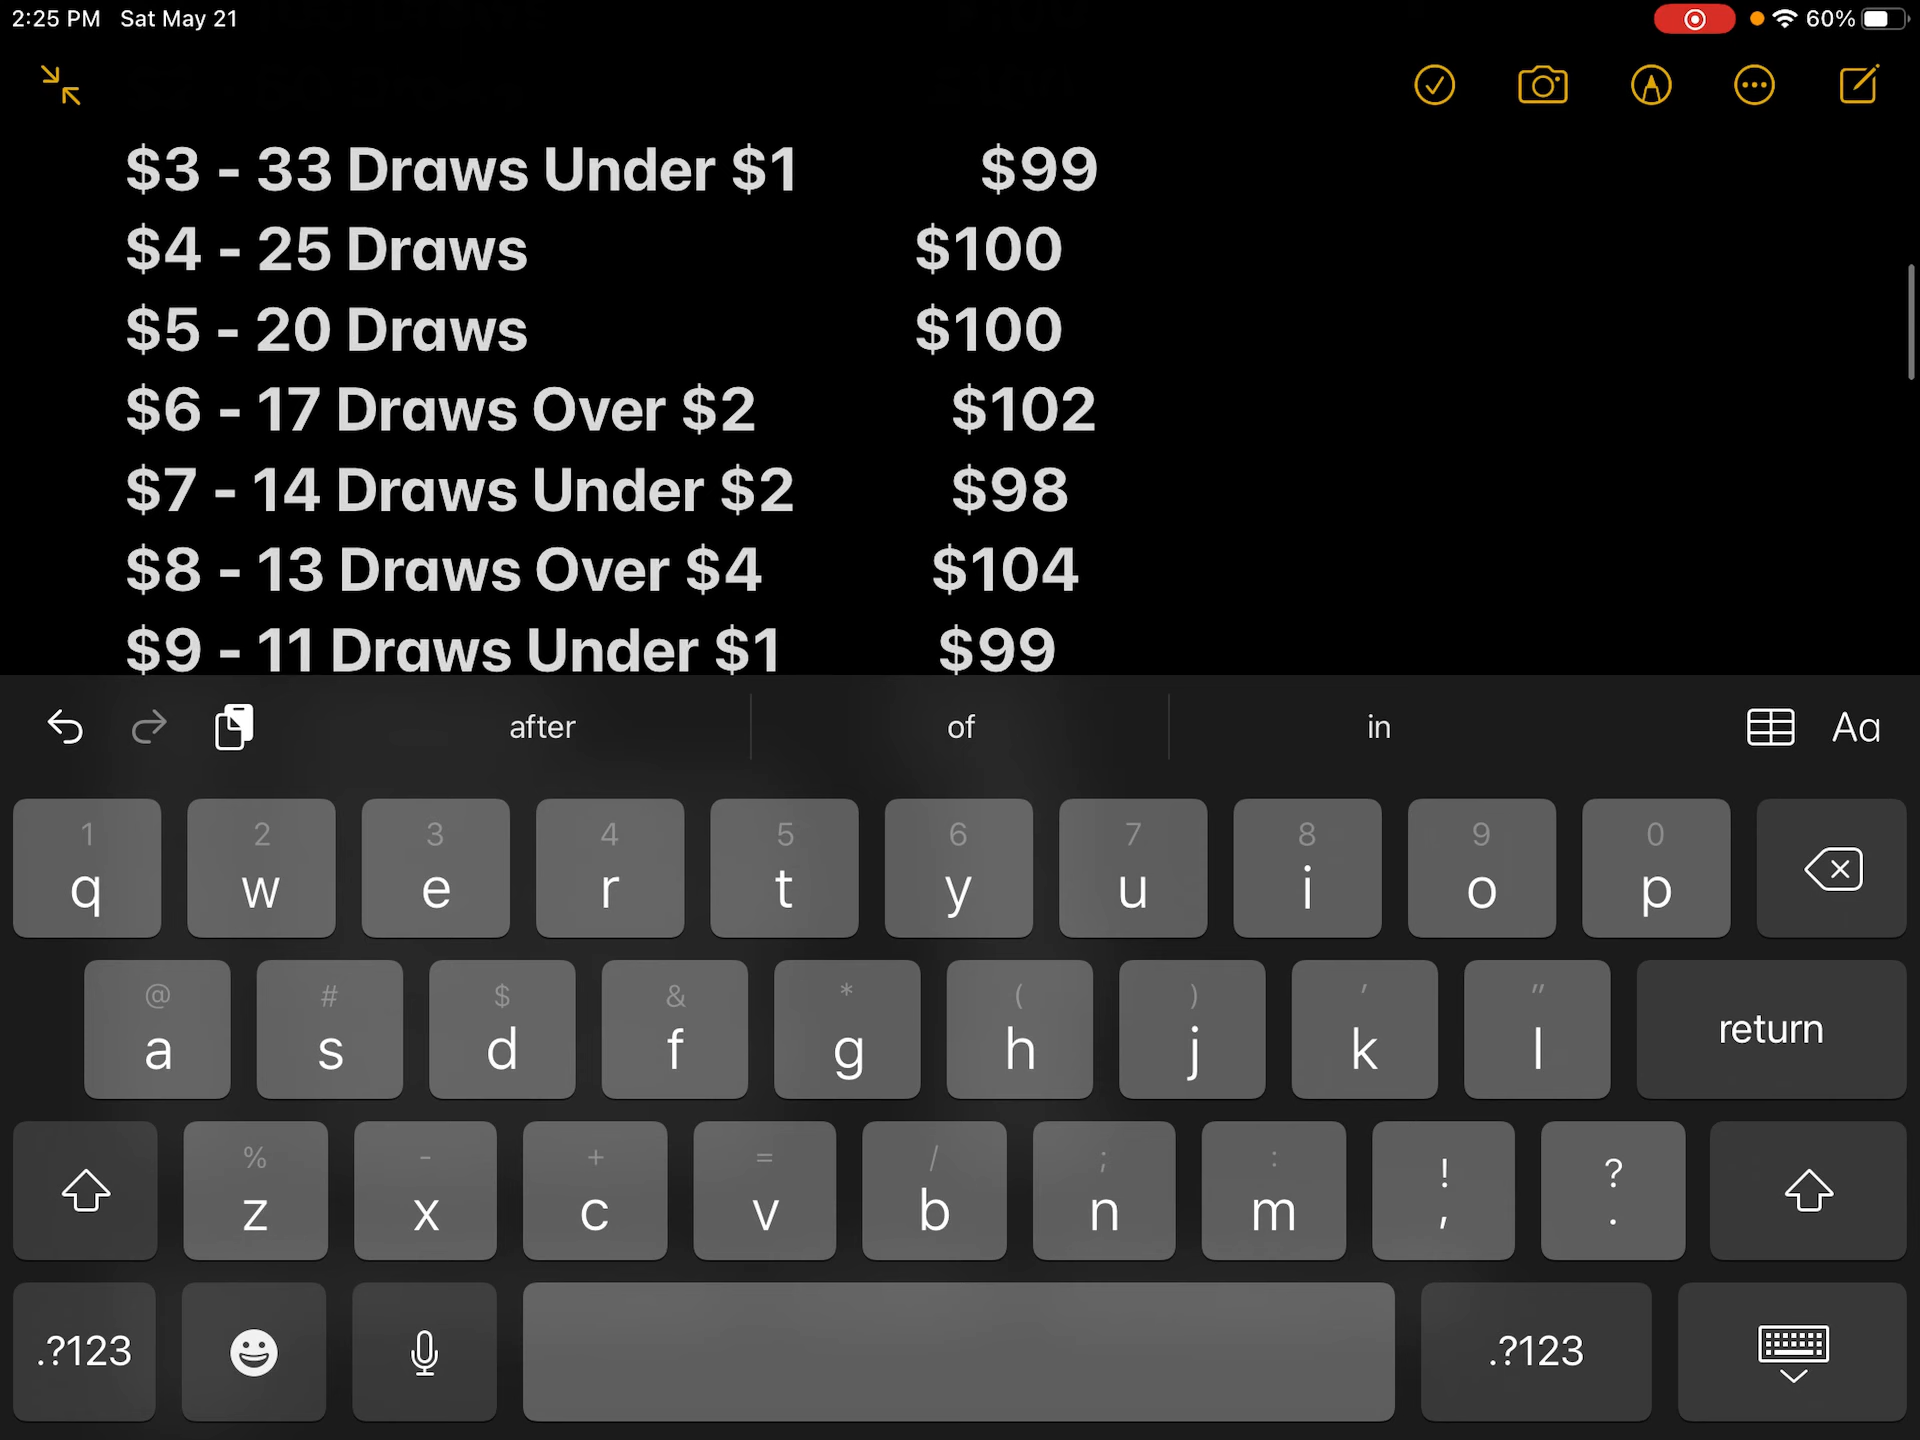 2:25 PM Sat May 21 60%
$3 - 33 Draws Under $1 $99
$4 - 25 Draws $100
$5 - 20 Draws $100
$6 - 17 Draws Over $2 $102
$7 - 14 Draws Under $2 $98
$8 - 13 Draws Over $4 $104
$9 - 11 Draws Under $1 $99
after of in Aa
1 2 3 4 5 6 7 8 9 0
q w e r t y u i o p
@ # $ & * ( ) ' "
a s d f g h j k l return
% - + = / ; : ! ?
z x c v b n m , .
.?123 .?123